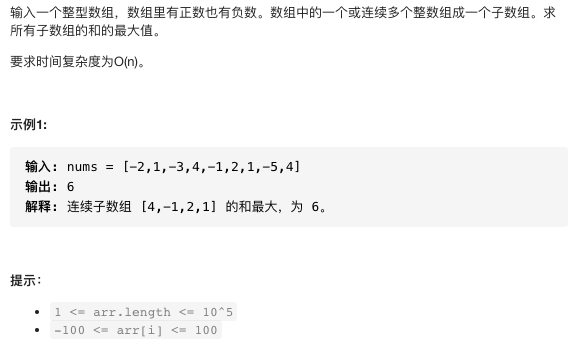 输入一个整型数组，数组里有正数也有负数。数组中的一个或连续多个整数组成一个子数组。求
所有子数组的和的最大值。
要求时间复杂度为O(n)。
示例1:
输入: nums = [-2,1,-3,4,-1,2,1,-5,4]
输出: 6
解释: 连续子数组 [4,-1,2,1] 的和最大，为 6。
提示：
• 1 <= arr.length <= 10^5
• -100 <= arr[i] <= 100